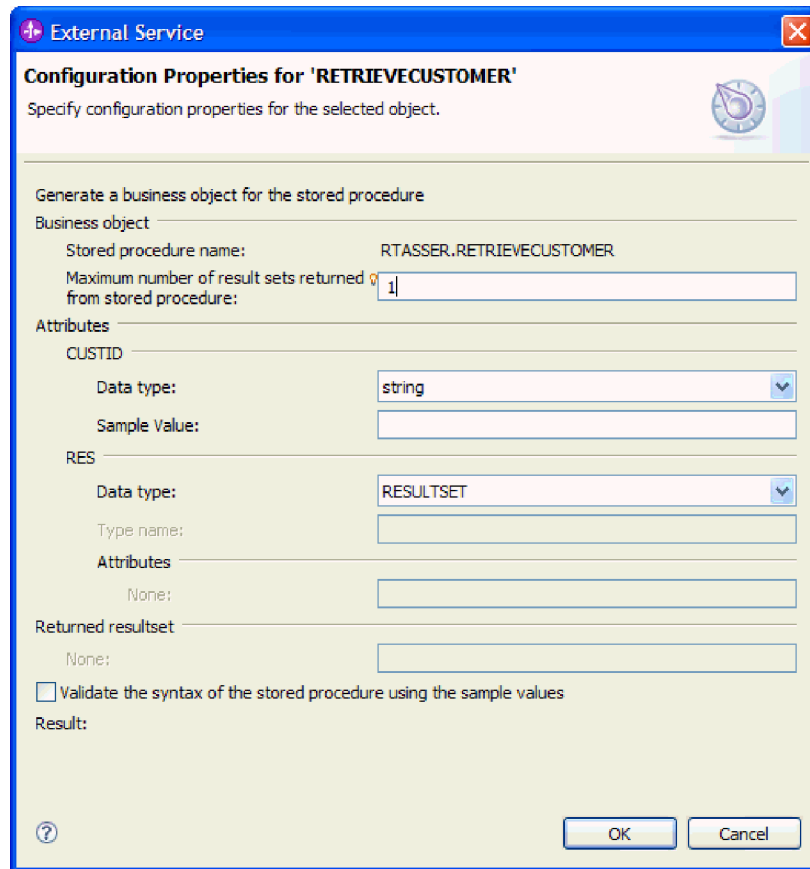 External Service
Configuration Properties for 'RETRIEVECUSTOMER'
Specify configuration properties for the selected object.
Generate a business object for the stored procedure
Business object
Stored procedure name: RTASSER.RETRIEVECUSTOMER
Maximum number of result sets returned
from stored procedure: 1
Attributes
CUSTID
Data type: string
Sample Value:
RES
Data type: RESULTSET
Type name:
Attributes
None:
Returned resultset
None:
Validate the syntax of the stored procedure using the sample values
Result:
? OK Cancel